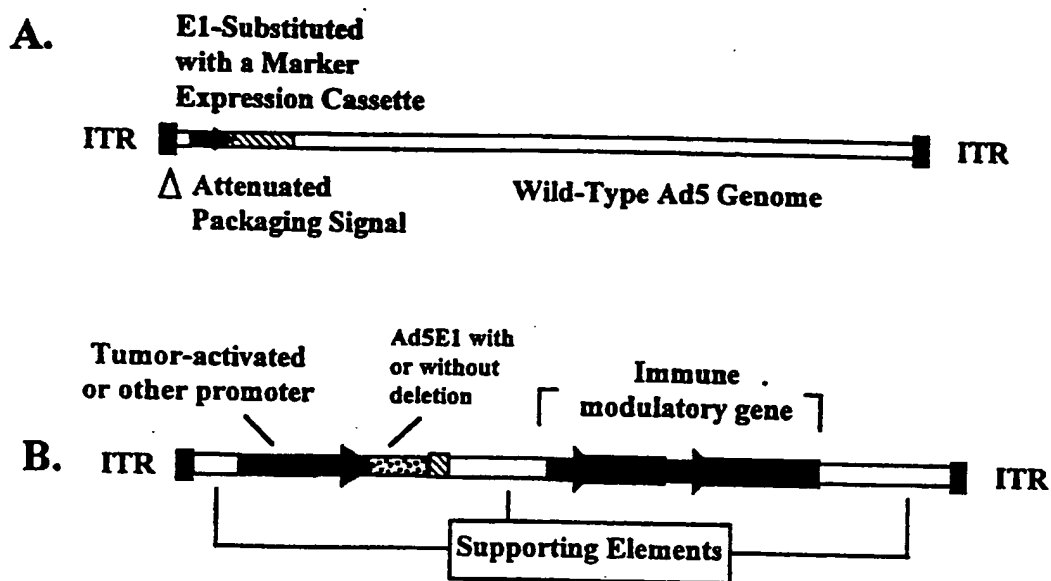 A.
E1-Substituted
with a Marker
Expression Cassette
ITR
ITR
Δ Attenuated
Packaging Signal
Wild-Type Ad5 Genome
Tumor-activated
or other promoter
Ad5E1 with
or without
deletion
Immune
modulatory gene
B.
ITR
ITR
Supporting Elements